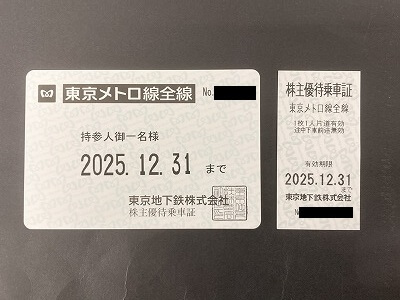 東京メトロ線全線
No.
持参人御一名様
2025.12.31 まで
東京地下鉄株式会社
株主優待乗車証
株主優待乗車証
東京メトロ線全線
1枚1人片道有効
途中下車前途無効
有効期限
2025.12.31
まで
東京地下鉄株式会社